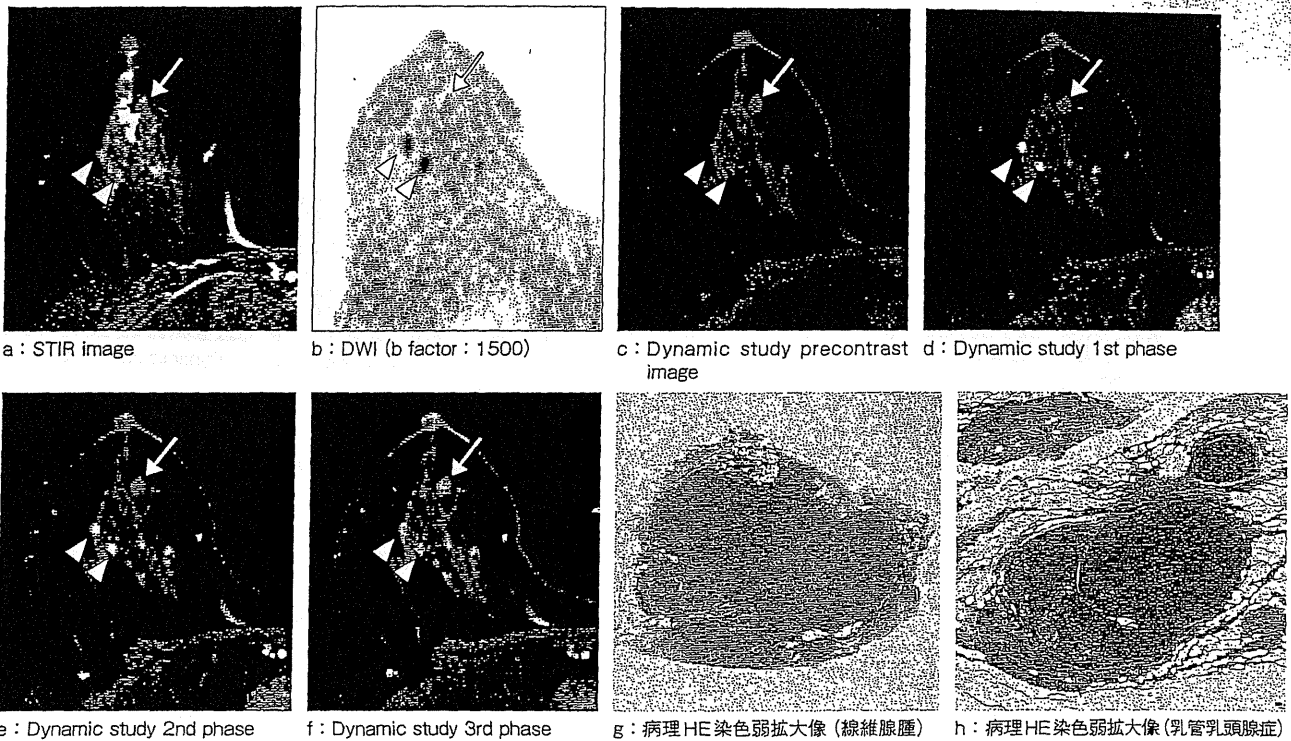 a：STIR image
b：DWI (b factor：1500)
c：Dynamic study precontrast image
d：Dynamic study 1st phase
e：Dynamic study 2nd phase
f：Dynamic study 3rd phase
g：病理HE染色弱拡大像（線維腺腫）
h：病理HE染色弱拡大像（乳管乳頭腺症）